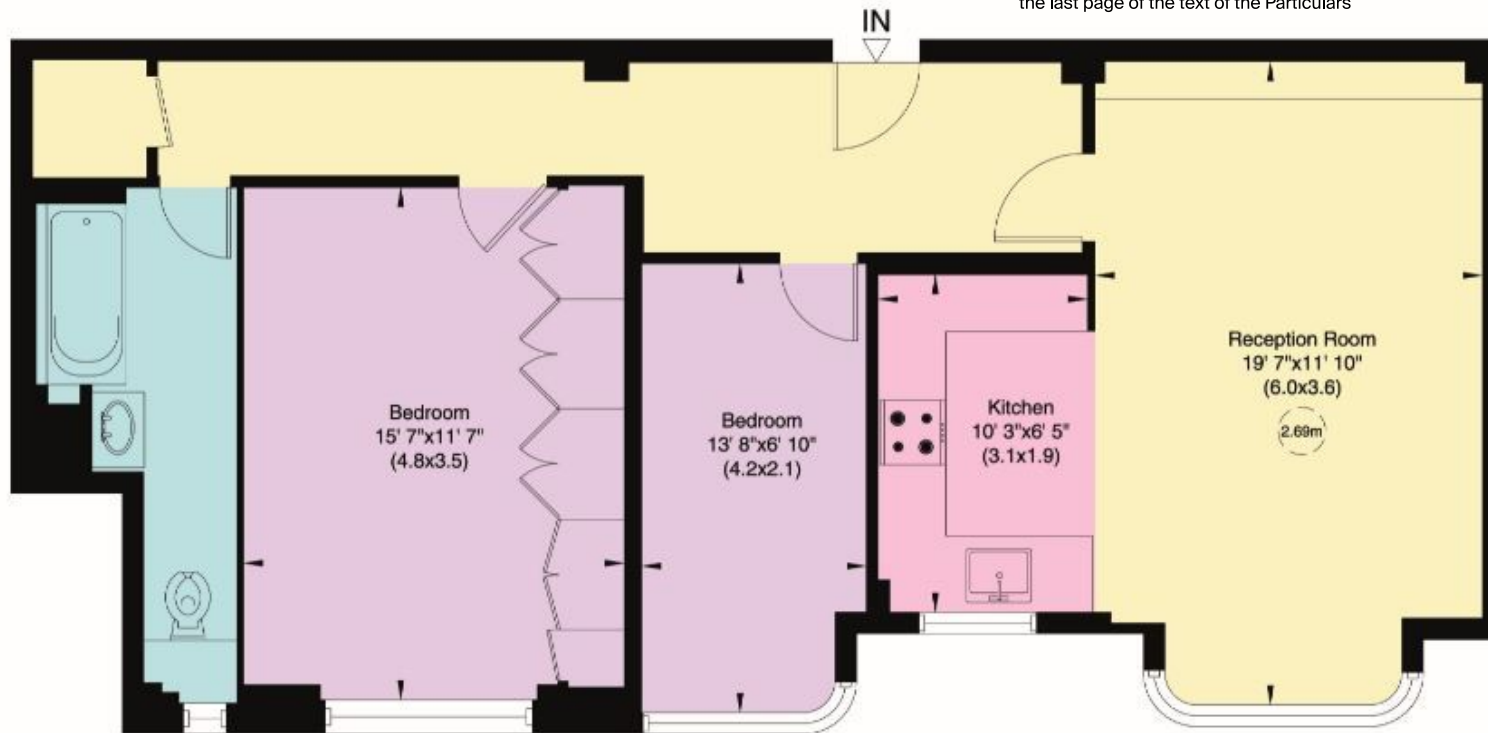 the last page of the text of the Particulars
IN
Bedroom
15' 7"x11' 7"
(4.8x3.5)
Bedroom
13' 8"x6' 10"
(4.2x2.1)
Kitchen
10' 3"x6' 5"
(3.1x1.9)
Reception Room
19' 7"x11' 10"
(6.0x3.6)
2.69m